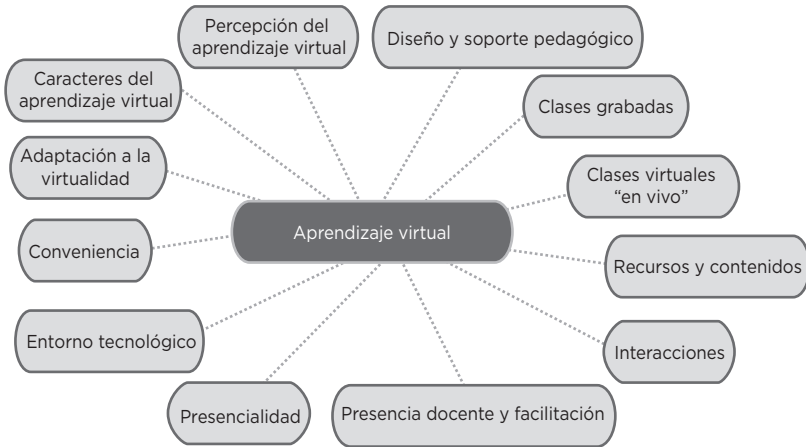 Percepción del
aprendizaje virtual
Diseño y soporte pedagógico
Caracteres del
aprendizaje virtual
Clases grabadas
Adaptación a la
virtualidad
Clases virtuales
“en vivo”
Aprendizaje virtual
Conveniencia
Recursos y contenidos
Entorno tecnológico
Interacciones
Presencialidad
Presencia docente y facilitación